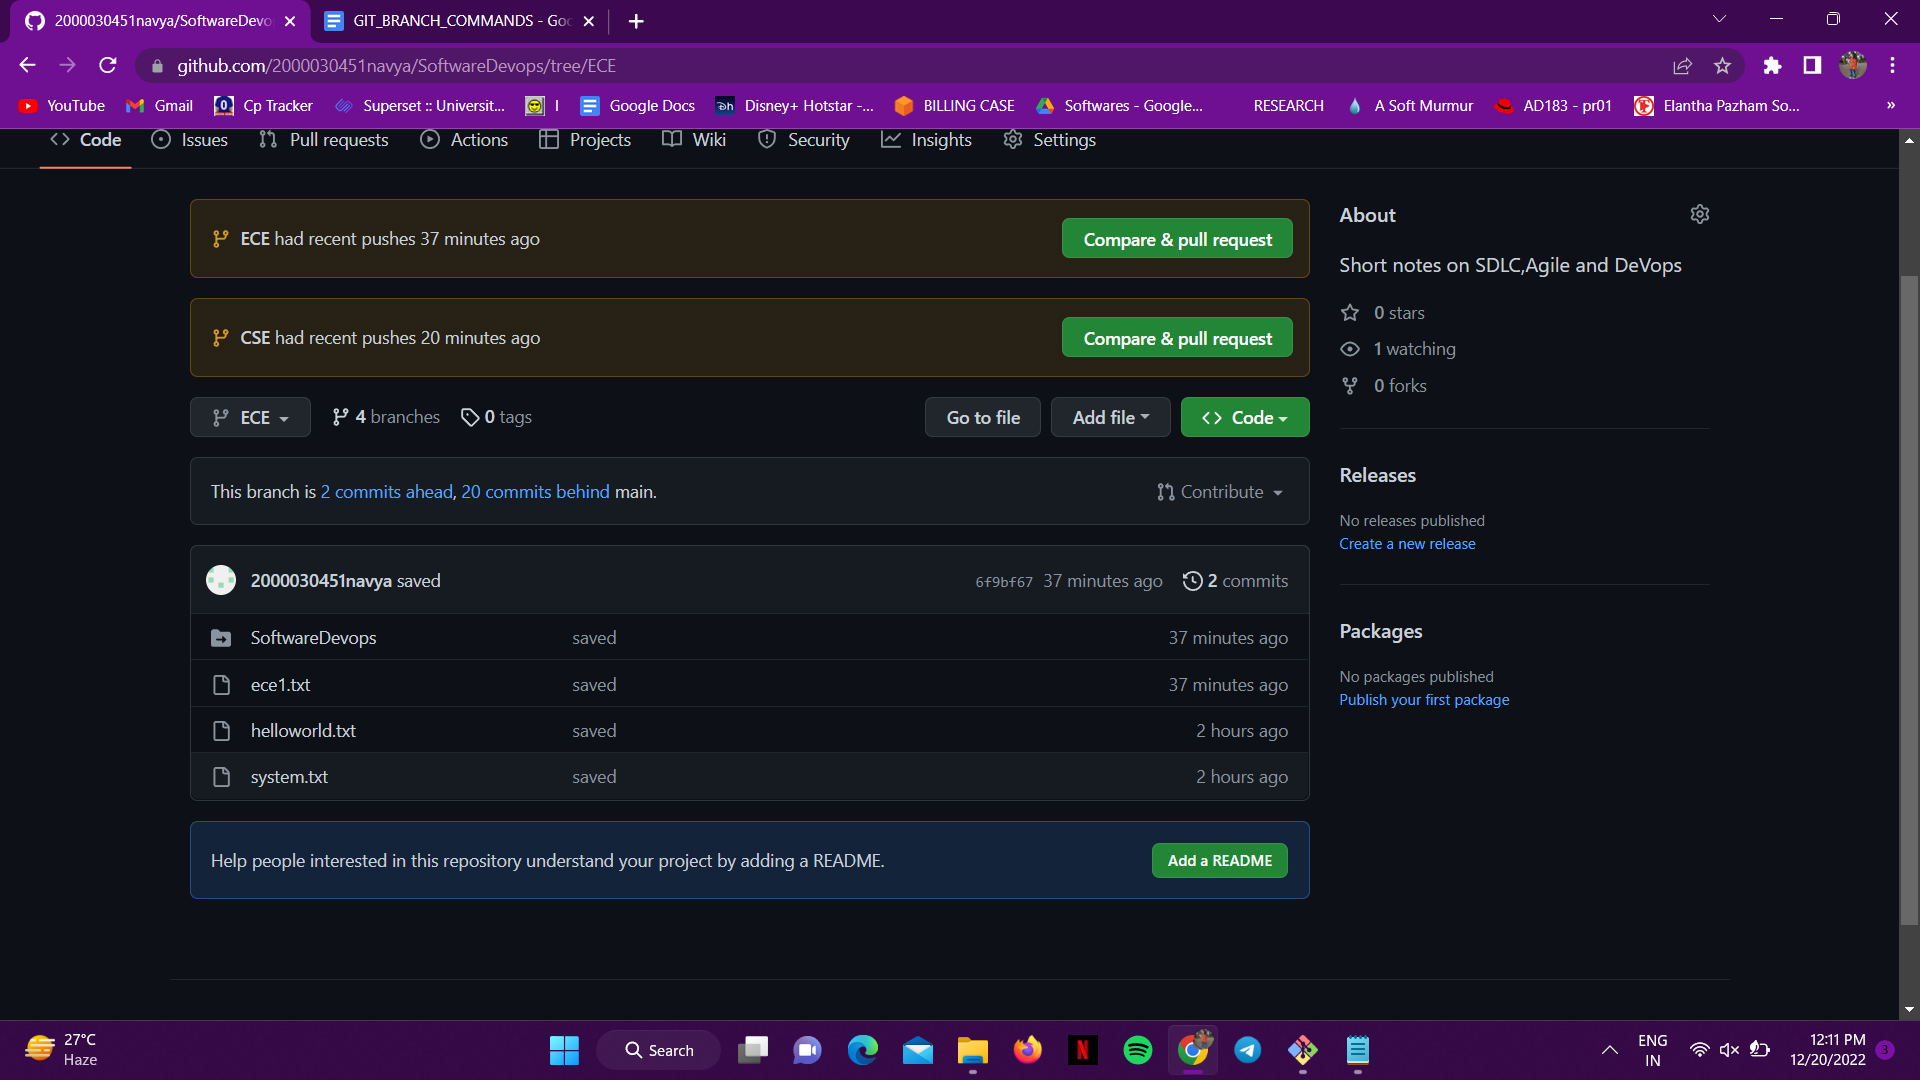 2000030451navya/SoftwareDevo
GIT_BRANCH_COMMANDS - Goo
github.com/2000030451navya/SoftwareDevops/tree/ECE
YouTube Gmail Cp Tracker Superset :: Universit... I Google Docs Disney+ Hotstar -... BILLING CASE Softwares - Google... RESEARCH A Soft Murmur AD183 - pr01 Elantha Pazham So... »
Code Issues Pull requests Actions Projects Wiki Security Insights Settings
ECE had recent pushes 37 minutes ago
Compare & pull request
CSE had recent pushes 20 minutes ago
Compare & pull request
ECE 4 branches 0 tags Go to file Add file Code
This branch is 2 commits ahead, 20 commits behind main. Contribute
2000030451navya saved 6f9bf67 37 minutes ago 2 commits
SoftwareDevops saved 37 minutes ago
ece1.txt saved 37 minutes ago
helloworld.txt saved 2 hours ago
system.txt saved 2 hours ago
Help people interested in this repository understand your project by adding a README. Add a README
About
Short notes on SDLC,Agile and DeVops
0 stars
1 watching
0 forks
Releases
No releases published
Create a new release
Packages
No packages published
Publish your first package
27°C
Haze
Search
ENG
IN
12:11 PM
12/20/2022
3